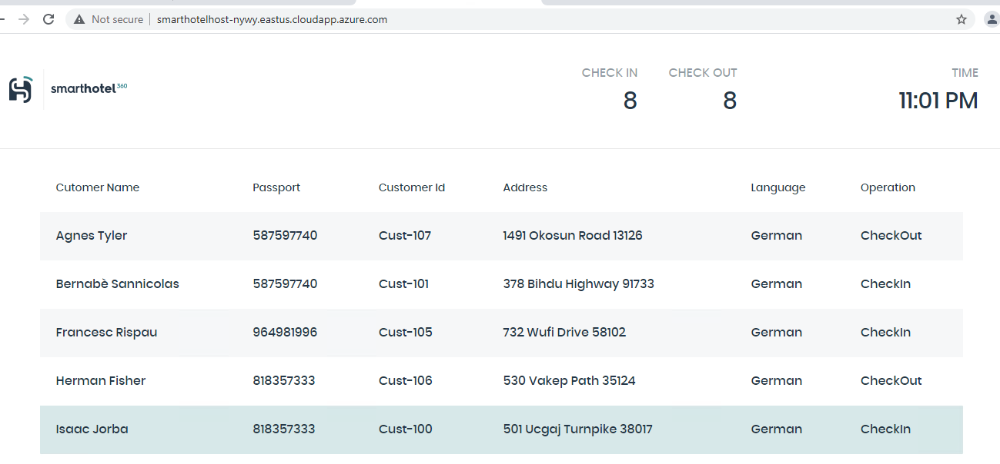 Not secure | smarthotelhost-nywy.eastus.cloudapp.azure.com
smarthotel360
CHECK IN
8
CHECK OUT
8
TIME
11:01 PM
Cutomer Name Passport Customer Id Address Language Operation
Agnes Tyler 587597740 Cust-107 1491 Okosun Road 13126 German CheckOut
Bernabè Sannicolas 587597740 Cust-101 378 Bihdu Highway 91733 German CheckIn
Francesc Rispau 964981996 Cust-105 732 Wufi Drive 58102 German CheckIn
Herman Fisher 818357333 Cust-106 530 Vakep Path 35124 German CheckOut
Isaac Jorba 818357333 Cust-100 501 Ucgaj Turnpike 38017 German CheckIn